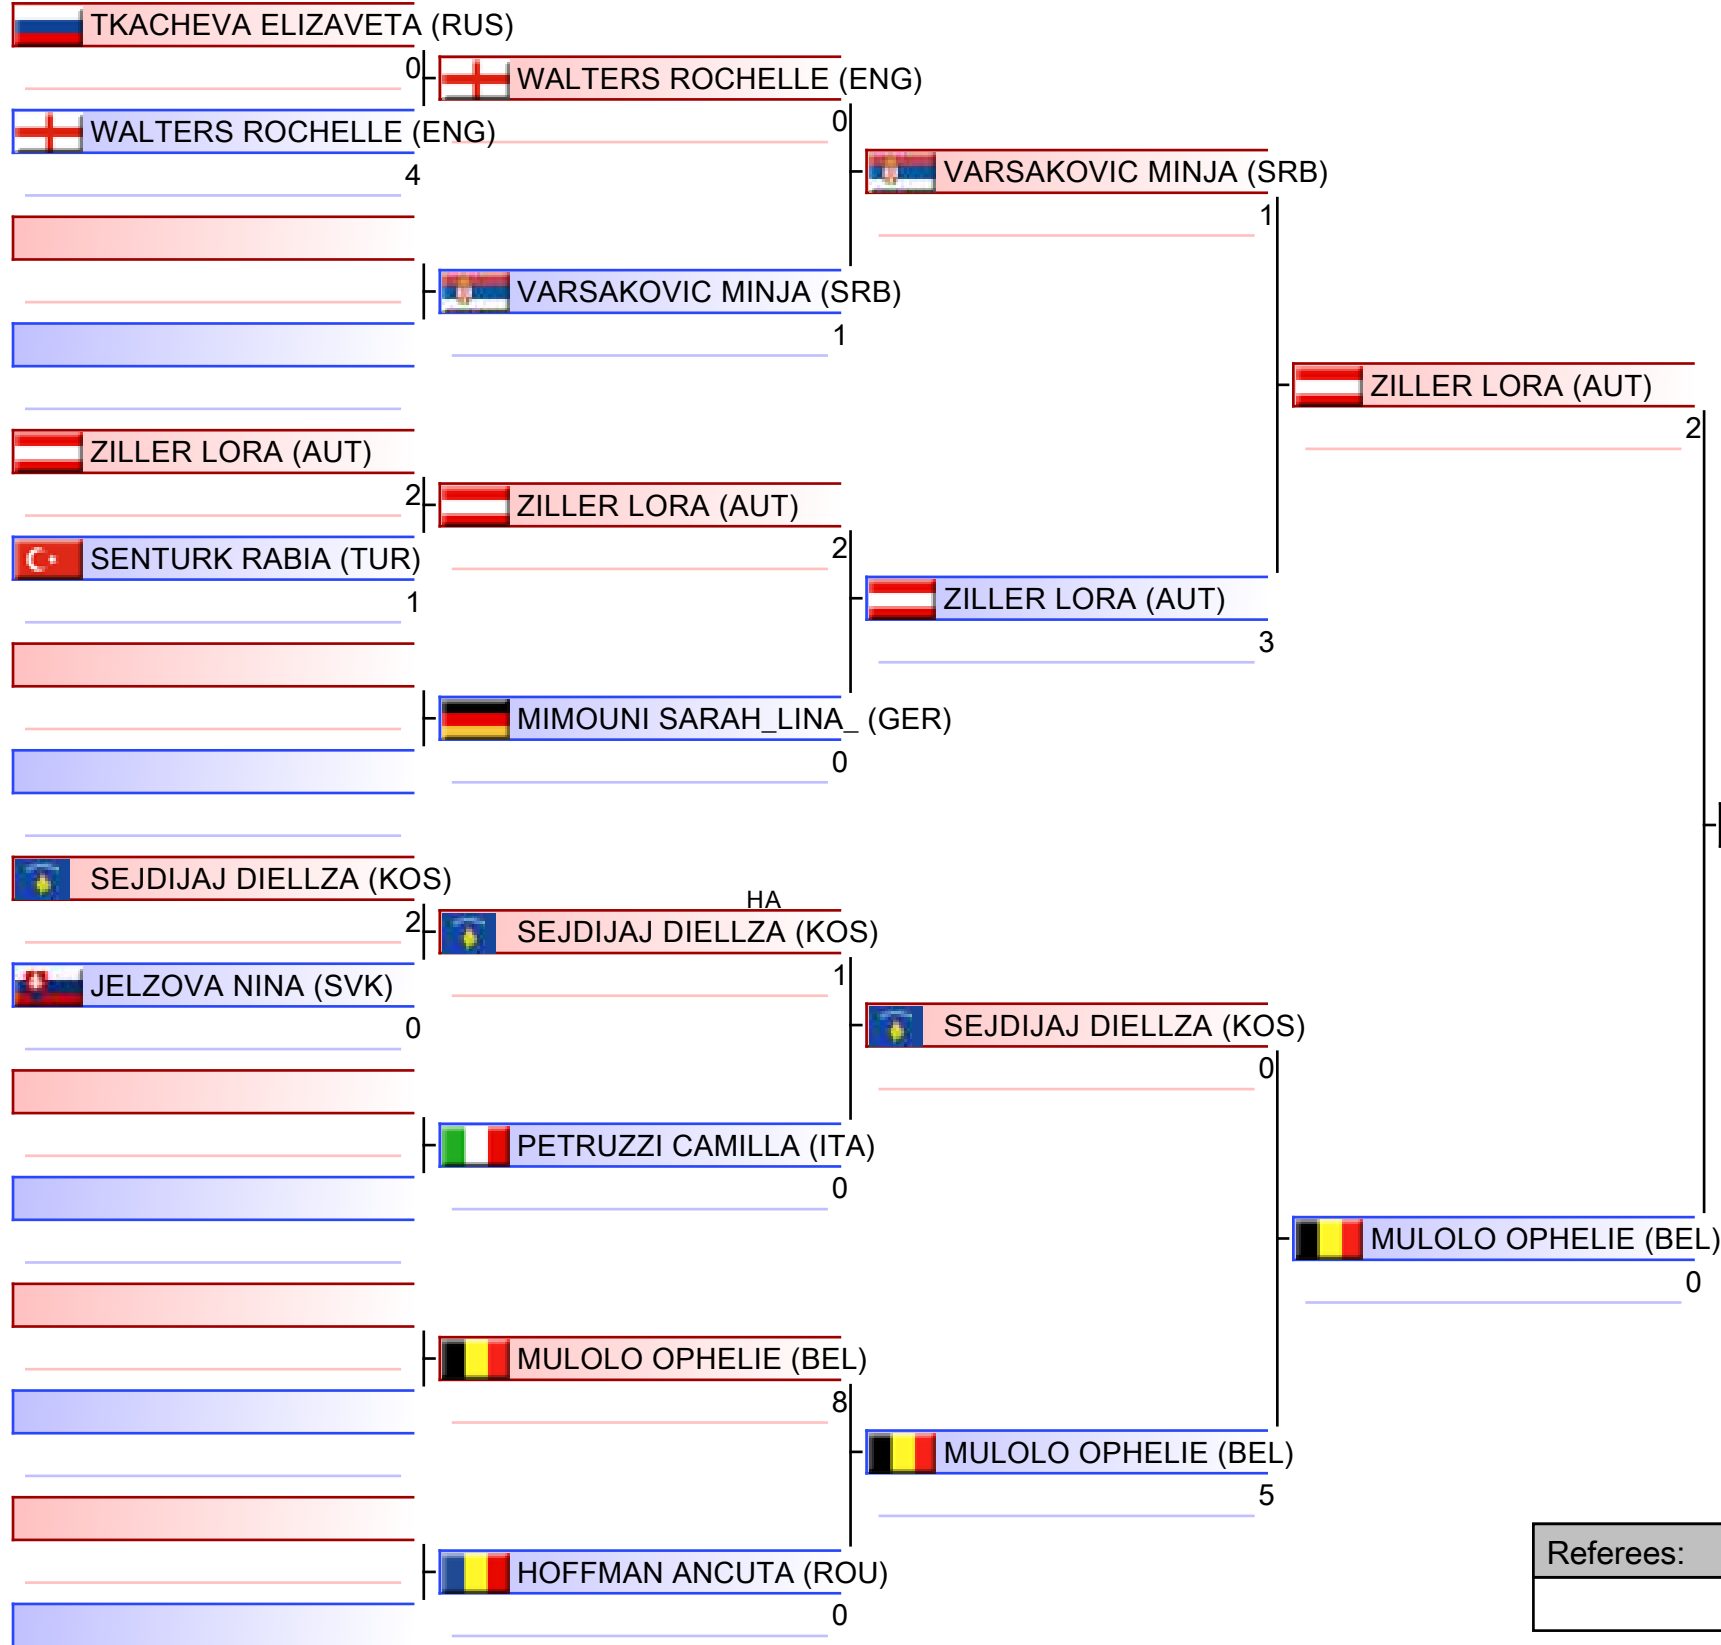 TKACHEVA ELIZAVETA (RUS)
0
WALTERS ROCHELLE (ENG)
4
ZILLER LORA (AUT)
2
SENTURK RABIA (TUR)
1
SEJDIJAJ DIELLZA (KOS)
2
JELZOVA NINA (SVK)
0
WALTERS ROCHELLE (ENG)
0
VARSAKOVIC MINJA (SRB)
1
ZILLER LORA (AUT)
2
MIMOUNI SARAH_LINA_ (GER)
0
HA
SEJDIJAJ DIELLZA (KOS)
1
PETRUZZI CAMILLA (ITA)
0
MULOLO OPHELIE (BEL)
8
HOFFMAN ANCUTA (ROU)
0
VARSAKOVIC MINJA (SRB)
1
ZILLER LORA (AUT)
3
SEJDIJAJ DIELLZA (KOS)
0
MULOLO OPHELIE (BEL)
5
ZILLER LORA (AUT)
2
MULOLO OPHELIE (BEL)
0
Referees: